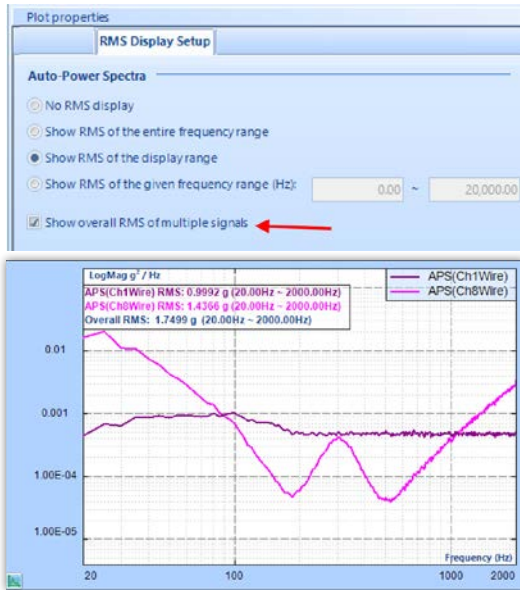 Plot properties
RMS Display Setup
Auto-Power Spectra
No RMS display
Show RMS of the entire frequency range
Show RMS of the display range
Show RMS of the given frequency range (Hz): 0.00 ~ 20,000.00
Show overall RMS of multiple signals
LogMag g² / Hz
APS(Ch1Wire)
APS(Ch8Wire)
APS(Ch1Wire) RMS: 0.9992 g (20.00Hz ~ 2000.00Hz)
APS(Ch8Wire) RMS: 1.4366 g (20.00Hz ~ 2000.00Hz)
Overall RMS: 1.7499 g (20.00Hz ~ 2000.00Hz)
0.01
0.001
1.00E-04
1.00E-05
Frequency (Hz)
20 100 1000 2000